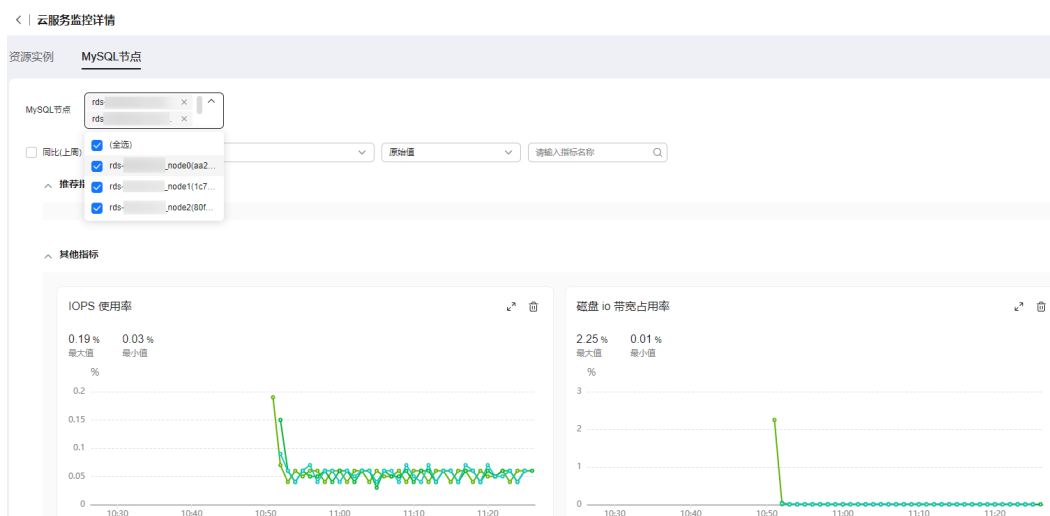 云服务监控详情
资源实例 MySQL节点
MySQL节点
rds-
rds
(全选)
rds- _node0(aa2...
rds- _node1(1c7...
rds- _node2(80f...
同比(上周)
原始值
请输入指标名称
推荐指
其他指标
IOPS 使用率
0.19 % 0.03 %
最大值 最小值
%
0.2
0.15
0.1
0.05
0
10:30 10:40 10:50 11:00 11:10 11:20
磁盘 io 带宽占用率
2.25 % 0.01 %
最大值 最小值
%
3
2
1
0
10:30 10:40 10:50 11:00 11:10 11:20